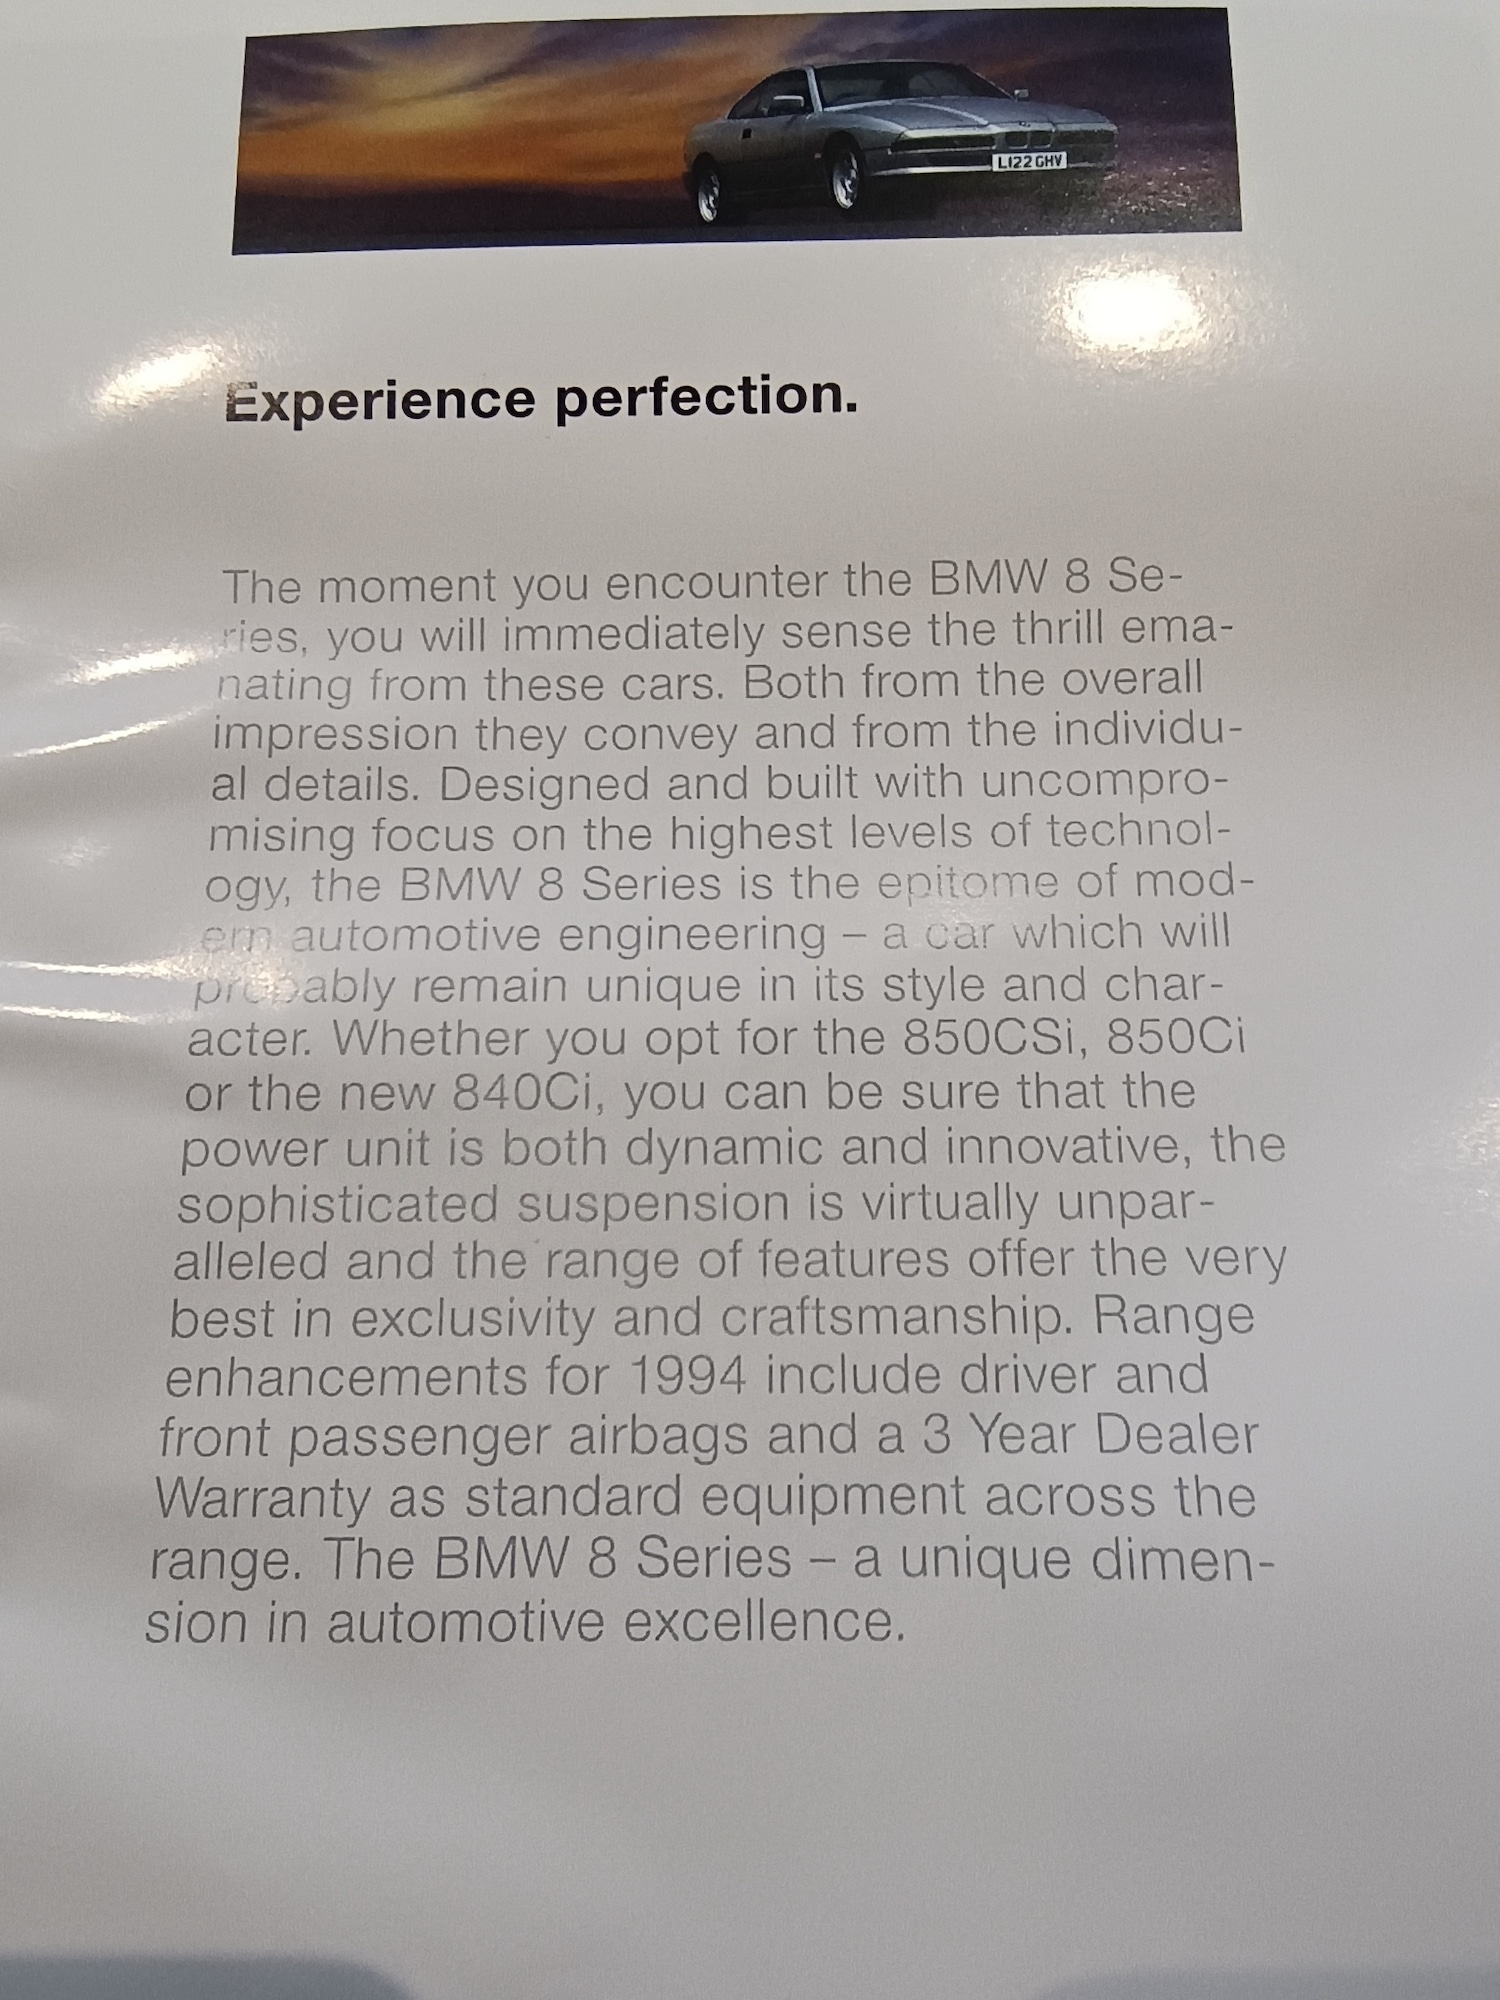 L122 GHV
Experience perfection.
The moment you encounter the BMW 8 Se-
ries, you will immediately sense the thrill ema-
nating from these cars. Both from the overall
impression they convey and from the individu-
al details. Designed and built with uncompro-
mising focus on the highest levels of technol-
ogy, the BMW 8 Series is the epitome of mod-
ern automotive engineering – a car which will
probably remain unique in its style and char-
acter. Whether you opt for the 850CSi, 850Ci
or the new 840Ci, you can be sure that the
power unit is both dynamic and innovative, the
sophisticated suspension is virtually unpar-
alleled and the range of features offer the very
best in exclusivity and craftsmanship. Range
enhancements for 1994 include driver and
front passenger airbags and a 3 Year Dealer
Warranty as standard equipment across the
range. The BMW 8 Series – a unique dimen-
sion in automotive excellence.